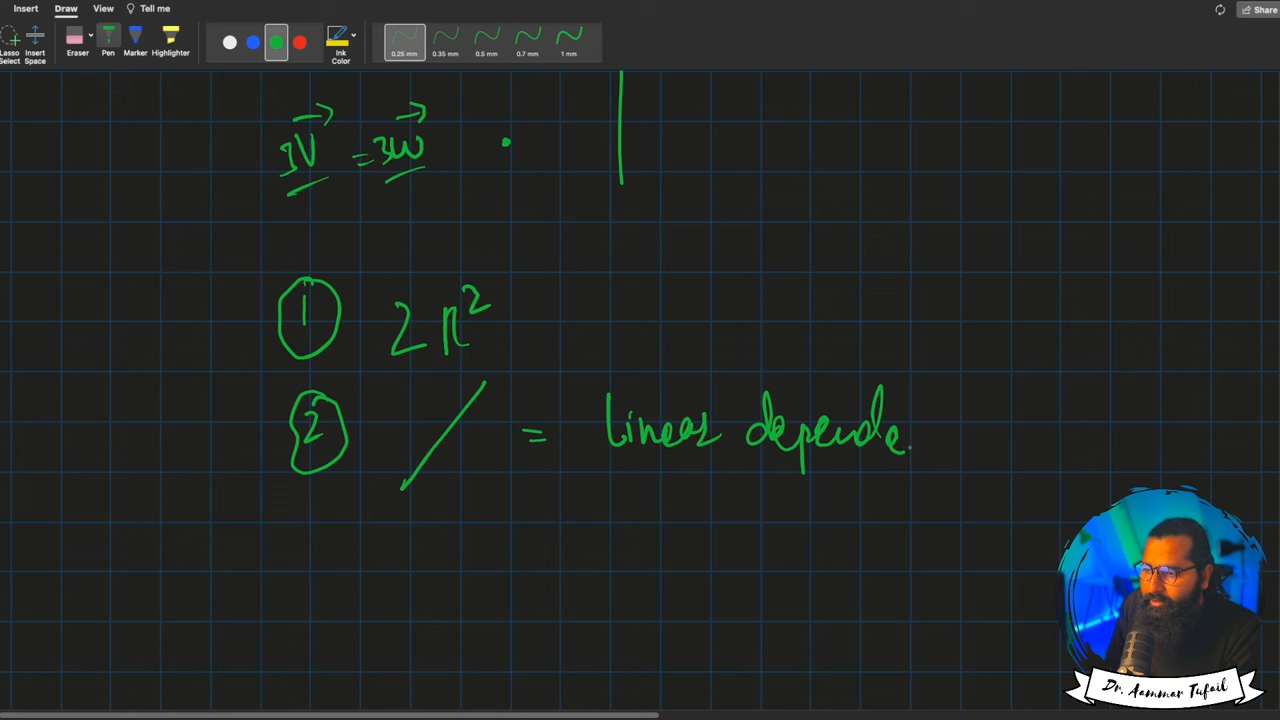 Insert Draw View Tell me Share
Lasso Select Insert Space Eraser Pen Marker Highlighter Ink Color 0.25 mm 0.35 mm 0.5 mm 0.7 mm 1 mm
3V = 3W
1 2 π²
2 / = linear depende.
Dr. Aammar Tufail